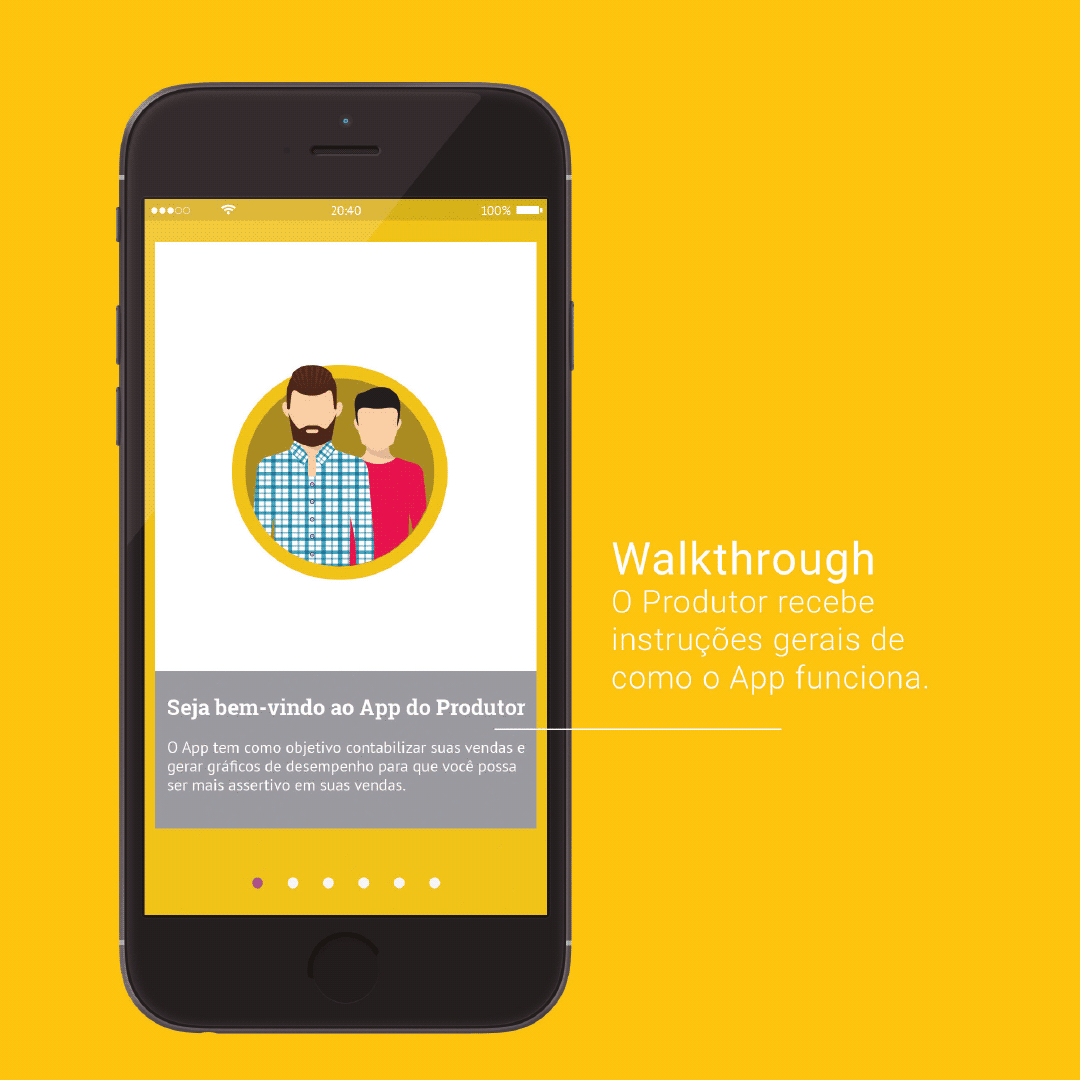 20:40
100%
Walkthrough
O Produtor recebe
instruções gerais de
como o App funciona.
Seja bem-vindo ao App do Produtor
O App tem como objetivo contabilizar suas vendas e
gerar gráficos de desempenho para que você possa
ser mais assertivo em suas vendas.